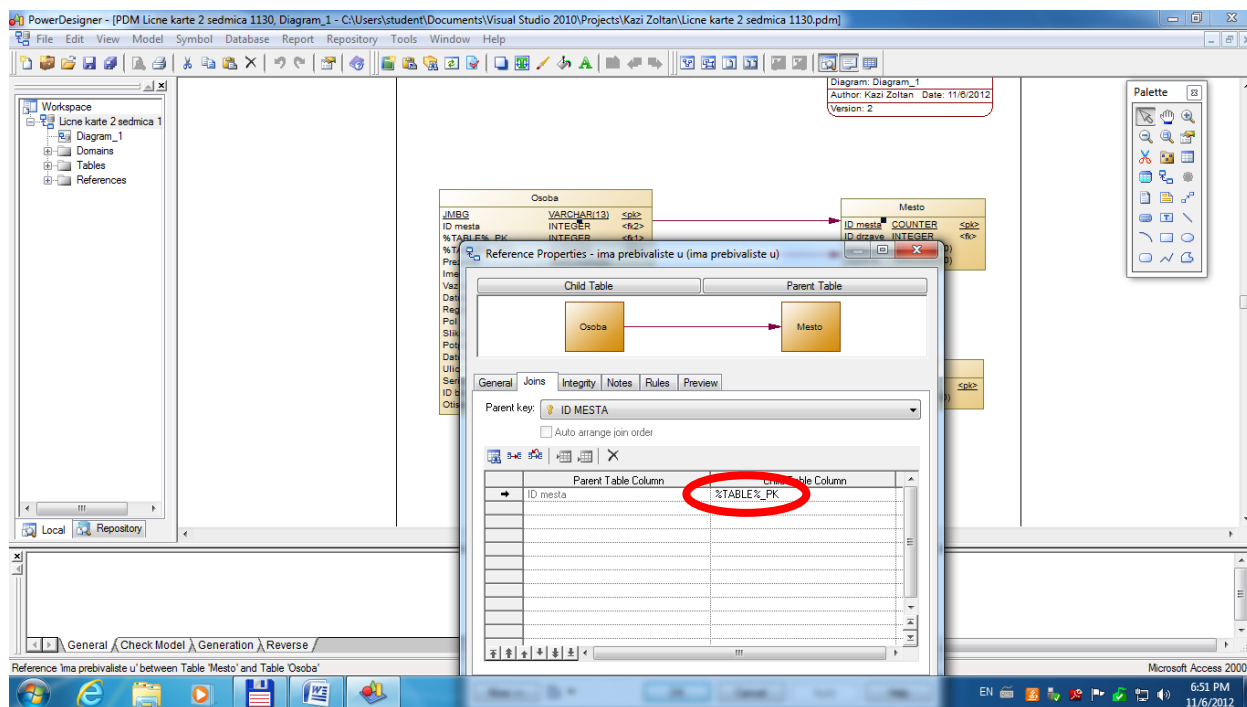 PowerDesigner - [PDM Licne karte 2 sedmica 1130, Diagram_1 - C:\Users\student\Documents\Visual Studio 2010\Projects\Kazi Zoltan\Licne karte 2 sedmica 1130.pdm]
File Edit View Model Symbol Database Report Repository Tools Window Help
Diagram: Diagram_1
Author: Kazi Zoltan Date: 11/6/2012
Version: 2
Palette
Workspace
Licne karte 2 sedmica 1
Diagram_1
Domains
Tables
References
Osoba
JMBG VARCHAR(13) <pk>
ID mesta INTEGER <fk2>
%TABLE%_PK INTEGER <fk1>
Mesto
ID mesta COUNTER <pk>
ID drzave INTEGER <fk>
Ime
Pol
<pk>
Reference Properties - ima prebivaliste u (ima prebivaliste u)
Child Table Parent Table
Osoba Mesto
General Joins Integrity Notes Rules Preview
Parent key: ID MESTA
Auto arrange join order
Parent Table Column Child Table Column
ID mesta %TABLE%_PK
Local Repository
General Check Model Generation Reverse
Reference 'ima prebivaliste u' between Table 'Mesto' and Table 'Osoba'
Microsoft Access 2000
EN
6:51 PM
11/6/2012